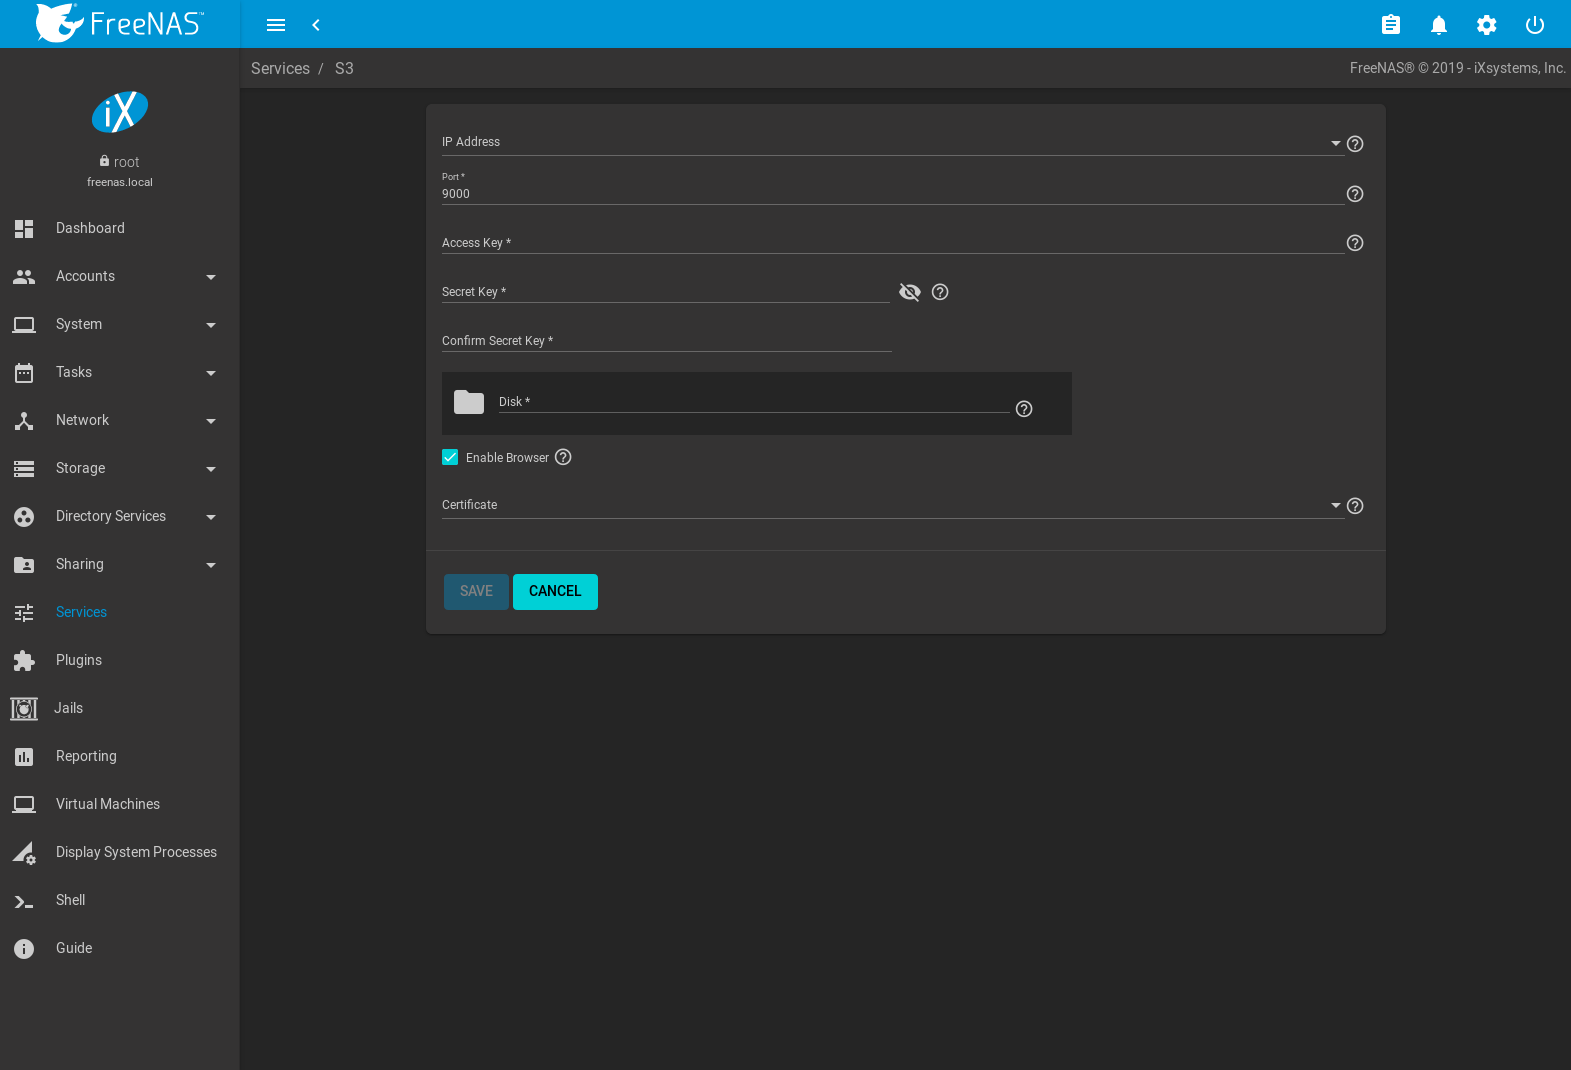 FreeNAS™
Services / S3
FreeNAS® © 2019 - iXsystems, Inc.
iX
root
freenas.local
Dashboard
Accounts
System
Tasks
Network
Storage
Directory Services
Sharing
Services
Plugins
Jails
Reporting
Virtual Machines
Display System Processes
Shell
Guide
IP Address
Port *
9000
Access Key *
Secret Key *
Confirm Secret Key *
Disk *
Enable Browser
Certificate
SAVE CANCEL